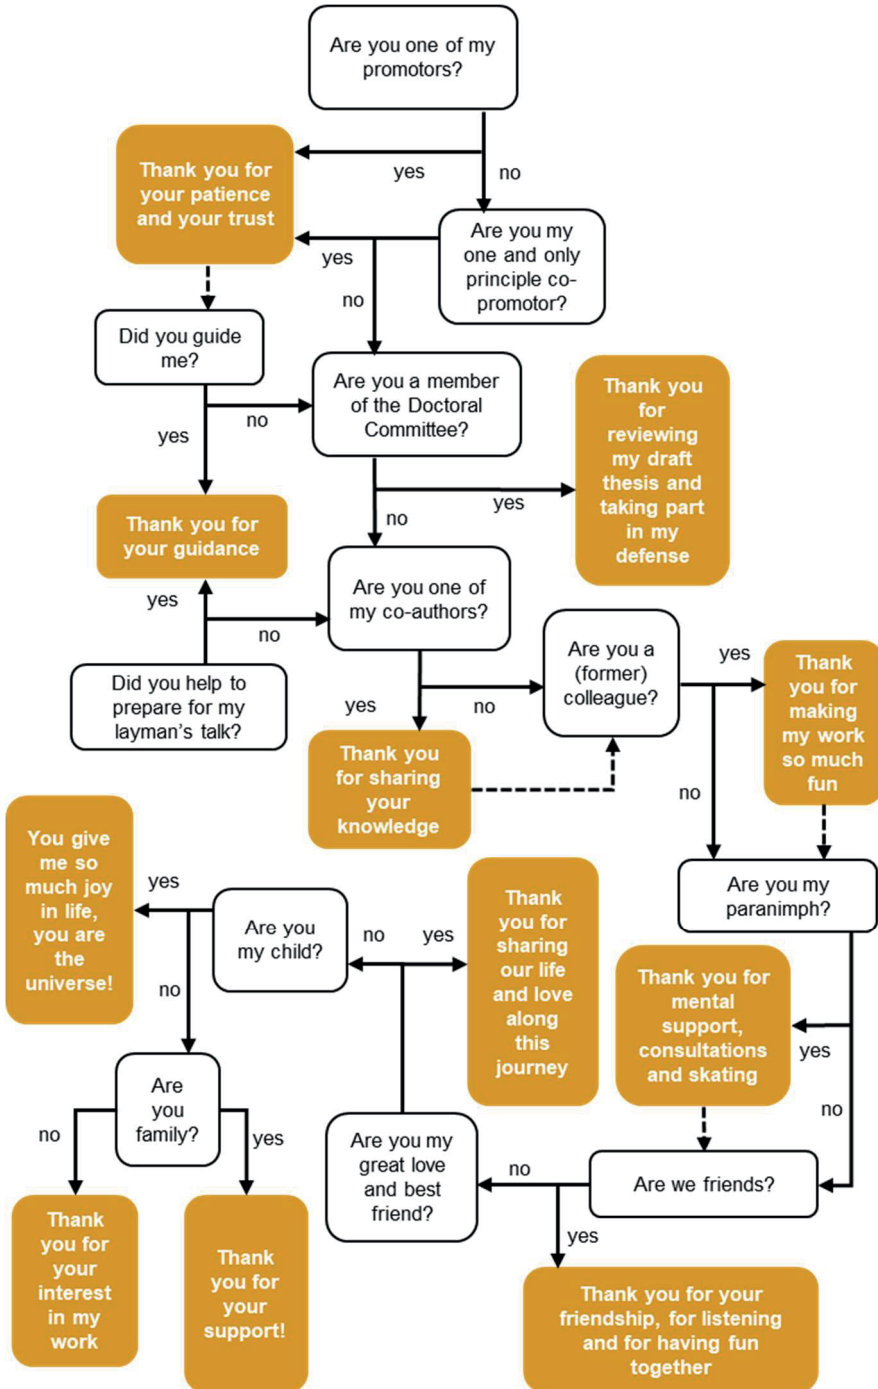 Are you one of my
promotors?
yes
no
Thank you for
your patience
and your trust
Are you my
one and only
principle co-
promotor?
yes
no
Did you guide
me?
Are you a member
of the Doctoral
Committee?
Thank you
for
reviewing
my draft
thesis and
taking part
in my
defense
no
yes
yes
no
Thank you for
your guidance
Are you one of
my co-authors?
yes
no
Did you help to
prepare for my
layman's talk?
Are you a
(former)
colleague?
yes
no
yes
no
Thank
you for
making
my work
so much
fun
Thank you
for sharing
your
knowledge
Are you my
paranimph?
You give
me so
much joy
in life,
you are
the
universe!
yes
no
Are you
my child?
no
yes
Thank
you for
sharing
our life
and love
along
this
journey
Thank you for
mental
support,
consultations
and skating
yes
no
Are
you
family?
no
yes
Are you my
great love
and best
friend?
no
Are we friends?
yes
Thank
you for
your
interest
in my
work
Thank
you for
your
support!
Thank you for your
friendship, for listening
and for having fun
together